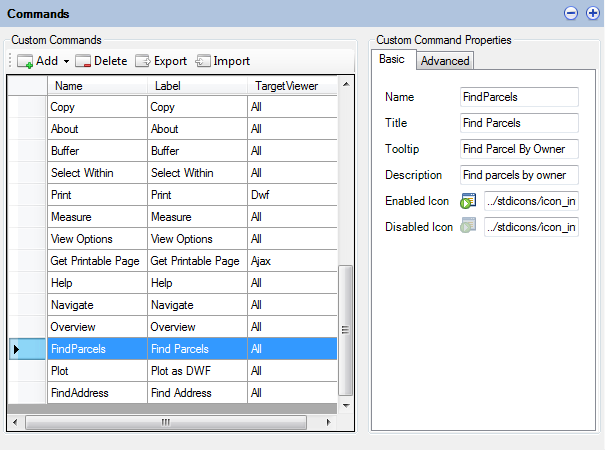 Commands
Custom Commands
Add Delete Export Import
Name Label TargetViewer
Copy Copy All
About About All
Buffer Buffer All
Select Within Select Within All
Print Print Dwf
Measure Measure All
View Options View Options All
Get Printable Page Get Printable Page Ajax
Help Help All
Navigate Navigate All
Overview Overview All
FindParcels Find Parcels All
Plot Plot as DWF All
FindAddress Find Address All
Custom Command Properties
Basic Advanced
Name FindParcels
Title Find Parcels
Tooltip Find Parcel By Owner
Description Find parcels by owner
Enabled Icon ../stdicons/icon_in
Disabled Icon ../stdicons/icon_in